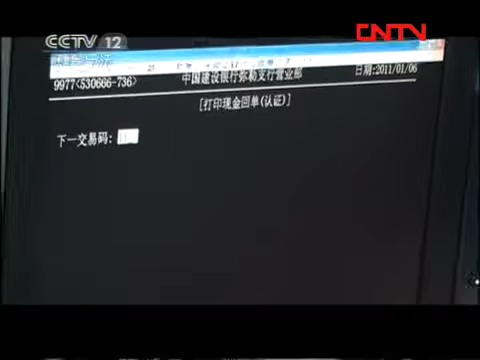 CCTV 12
CNTV
9977<530666-736> 中国建设银行弥勒支行营业部 日期:2011/01/06
[打印现金回单(认证)]
下一交易码: